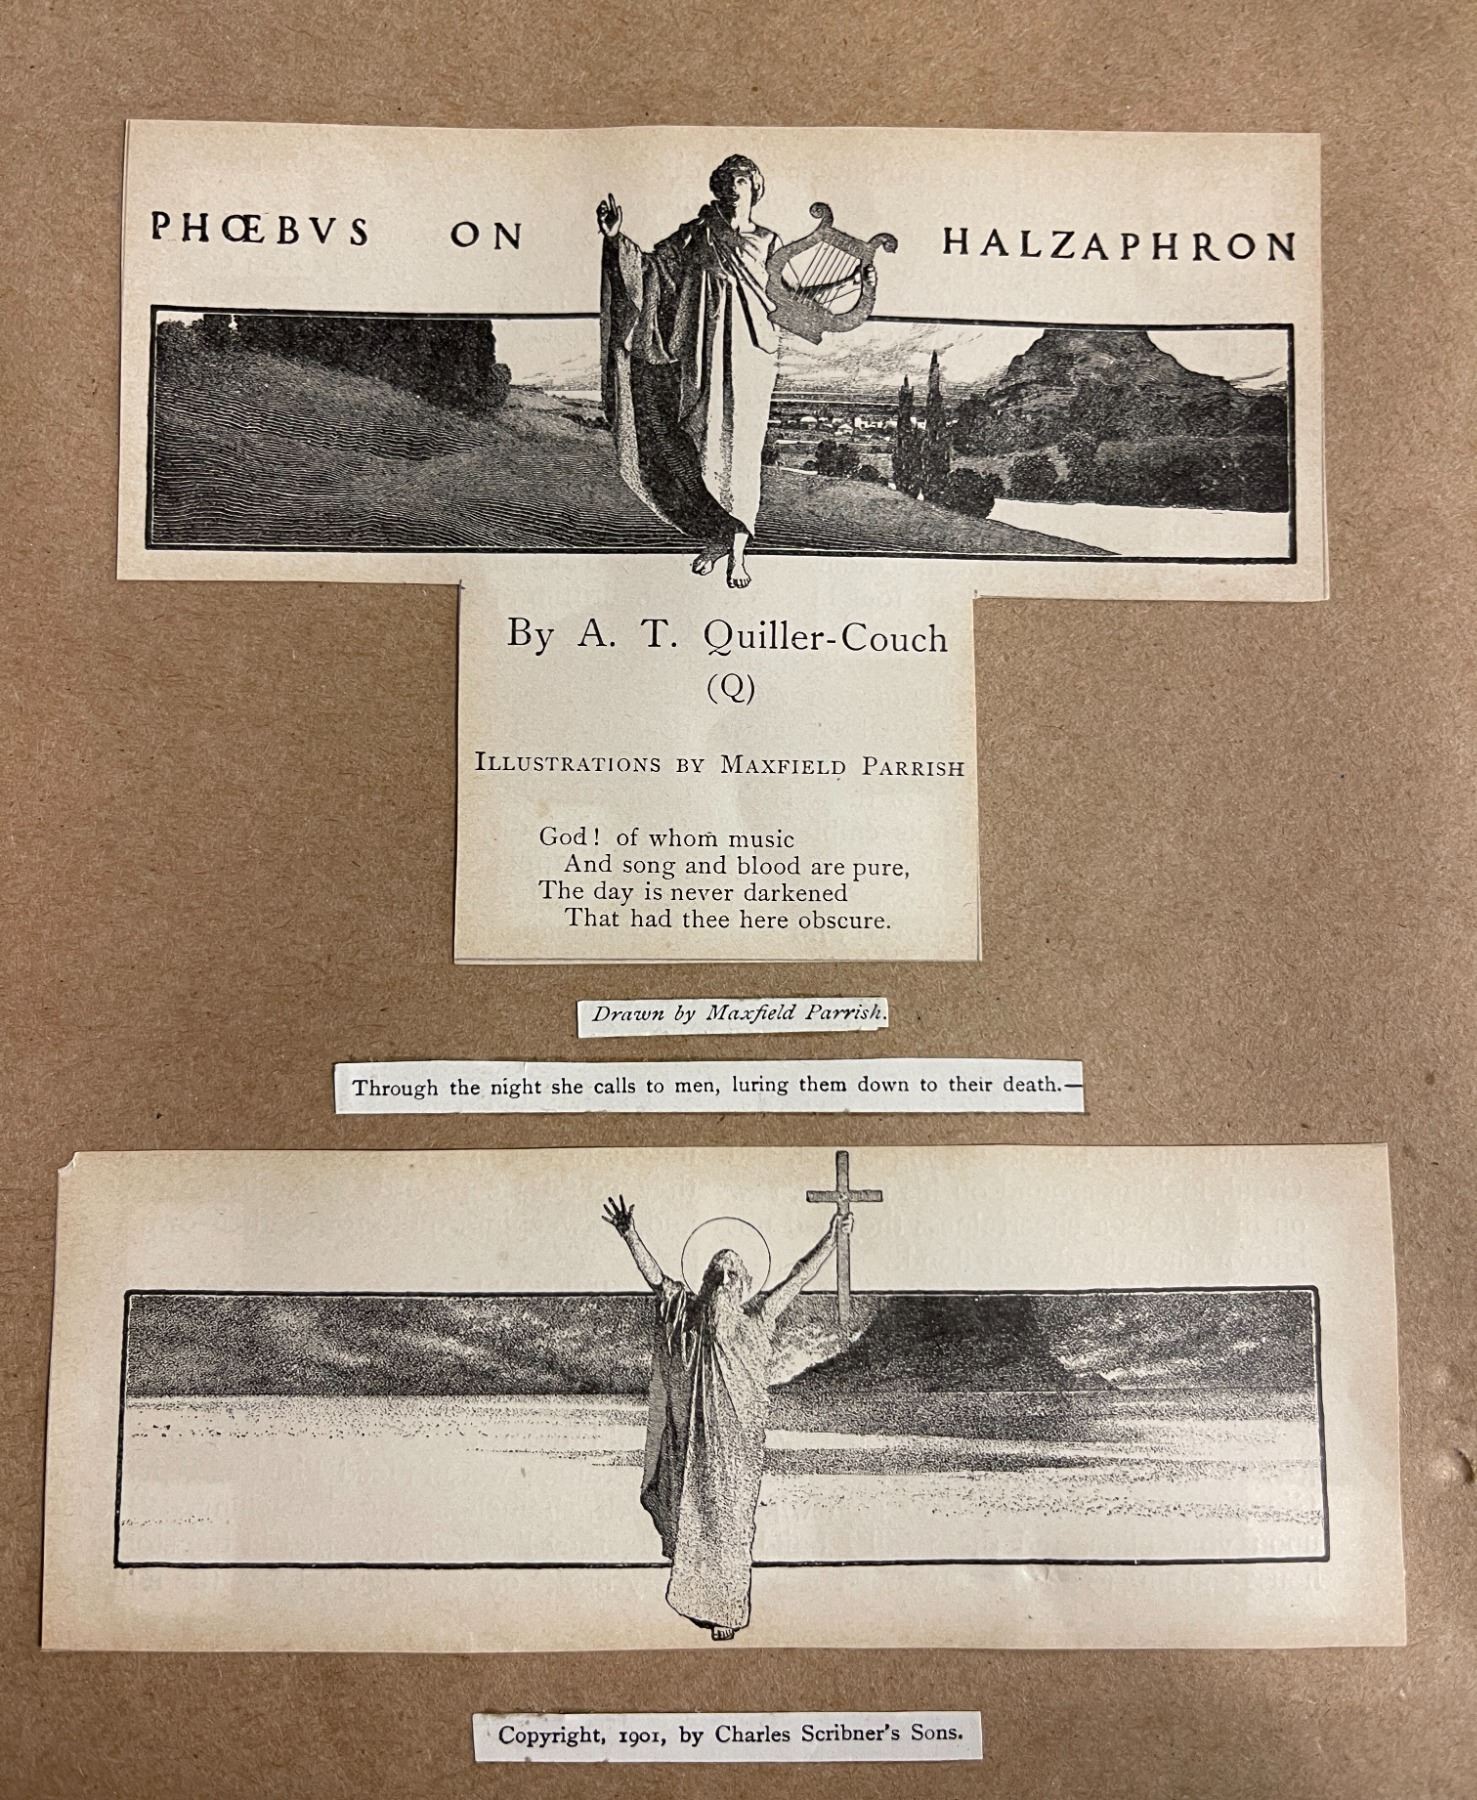 PHŒBVS ON HALZAPHRON
By A. T. Quiller-Couch
(Q)
Illustrations by Maxfield Parrish
God! of whom music
And song and blood are pure,
The day is never darkened
That had thee here obscure.
Drawn by Maxfield Parrish.
Through the night she calls to men, luring them down to their death.—
Copyright, 1901, by Charles Scribner's Sons.